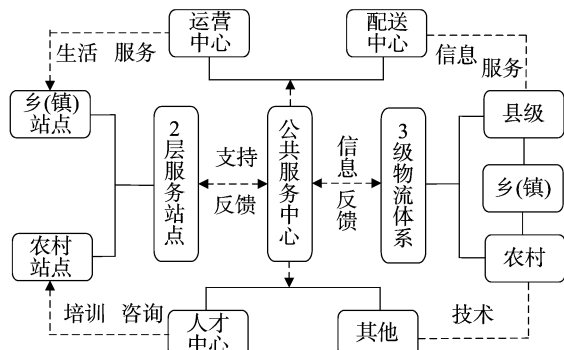 运营
中心
配送
中心
生活 服务
信息
服务
乡(镇)
站点
2层服务站点
支持
反馈
公共服务中心
信息
反馈
3级物流体系
县级
乡(镇)
农村
农村
站点
培训 咨询
人才
中心
其他
技术